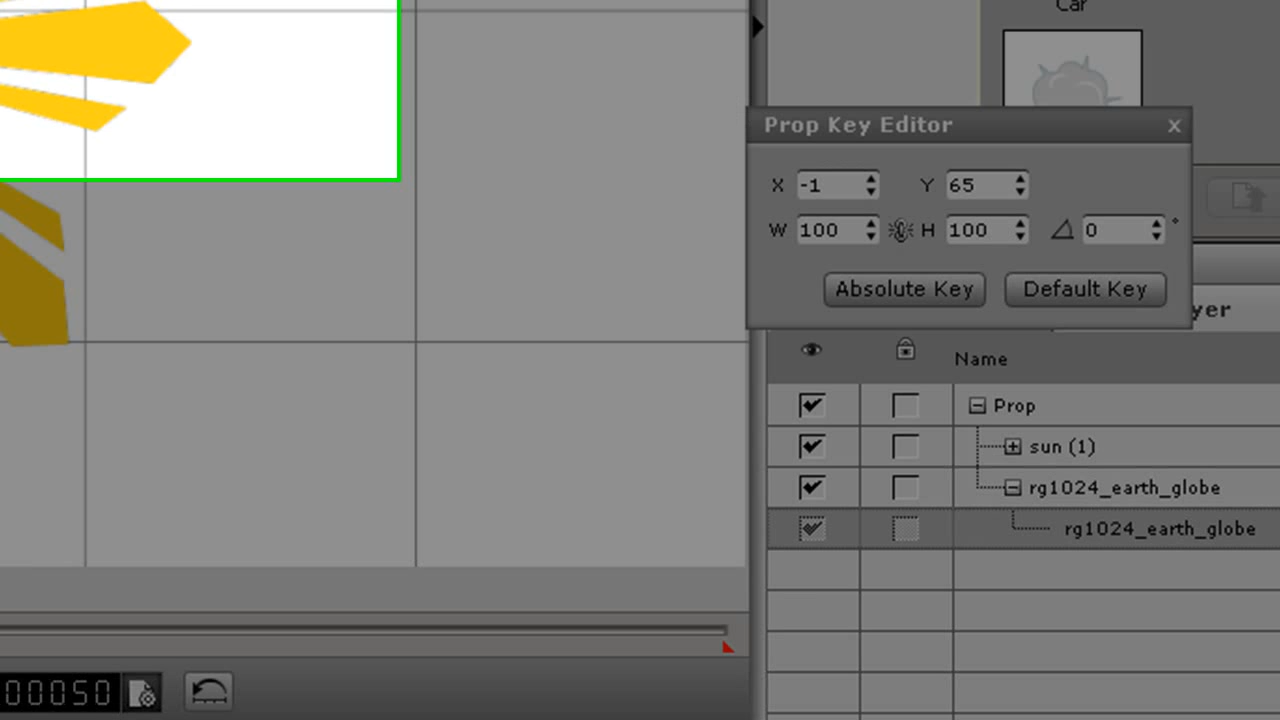 Car
Prop Key Editor x
X -1 Y 65
W 100 H 100 0 °
Absolute Key Default Key
yer
Name
Prop
sun (1)
rg1024_earth_globe
rg1024_earth_globe
00050